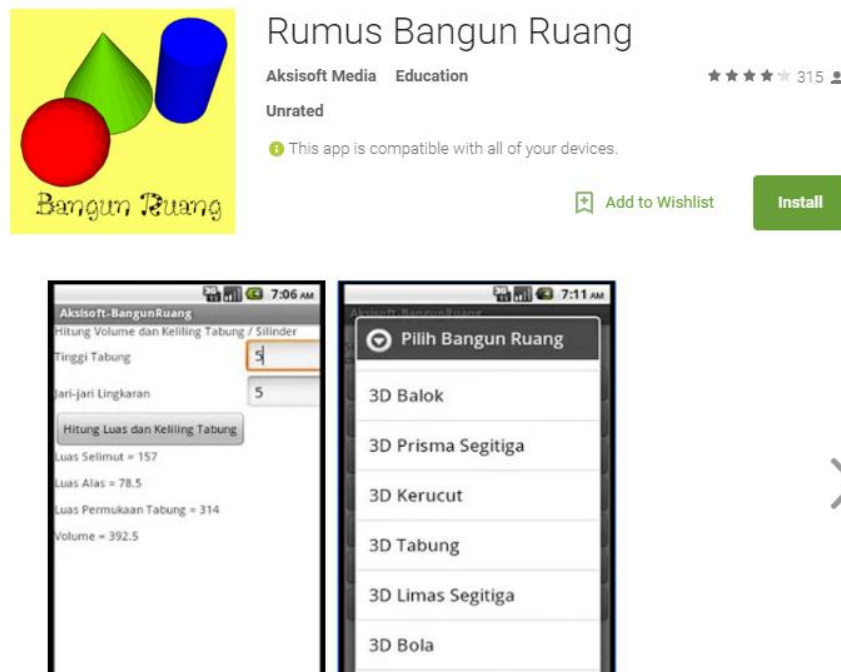 Rumus Bangun Ruang
Aksisoft Media Education
315
Unrated
This app is compatible with all of your devices.
Add to Wishlist
Install
Bangun Ruang
7:06 AM
Aksisoft-BangunRuang
Hitung Volume dan Keliling Tabung / Silinder
Tinggi Tabung
5
Jari-jari Lingkaran
5
Hitung Luas dan Keliling Tabung
Luas Selimut = 157
Luas Alas = 78.5
Luas Permukaan Tabung = 314
Volume = 392.5
7:11 AM
Aksisoft-BangunRuang
Pilih Bangun Ruang
3D Balok
3D Prisma Segitiga
3D Kerucut
3D Tabung
3D Limas Segitiga
3D Bola